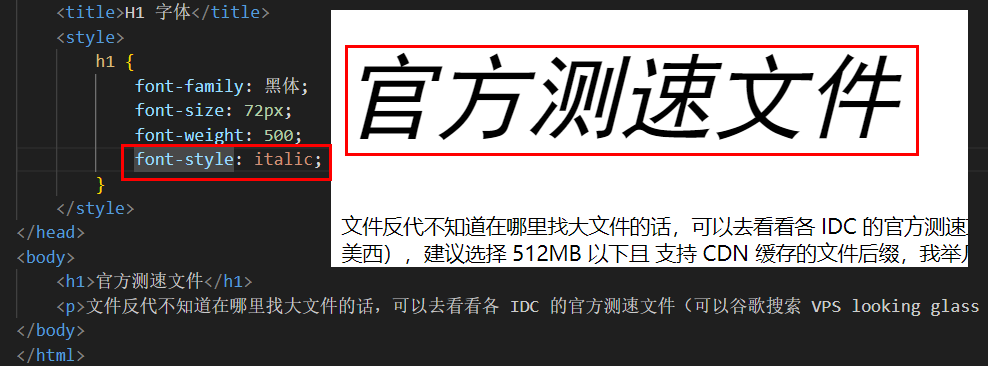 <title>H1 字体</title>
<style>
h1 {
font-family: 黑体;
font-size: 72px;
font-weight: 500;
font-style: italic;
}
</style>
</head>
<body>
<h1>官方测速文件</h1>
<p>文件反代不知道在哪里找大文件的话，可以去看看各 IDC 的官方测速文件（可以谷歌搜索 VPS looking glass
</body>
</html>
官方测速文件
文件反代不知道在哪里找大文件的话，可以去看看各 IDC 的官方测速
美西），建议选择 512MB 以下且 支持 CDN 缓存的文件后缀，我举